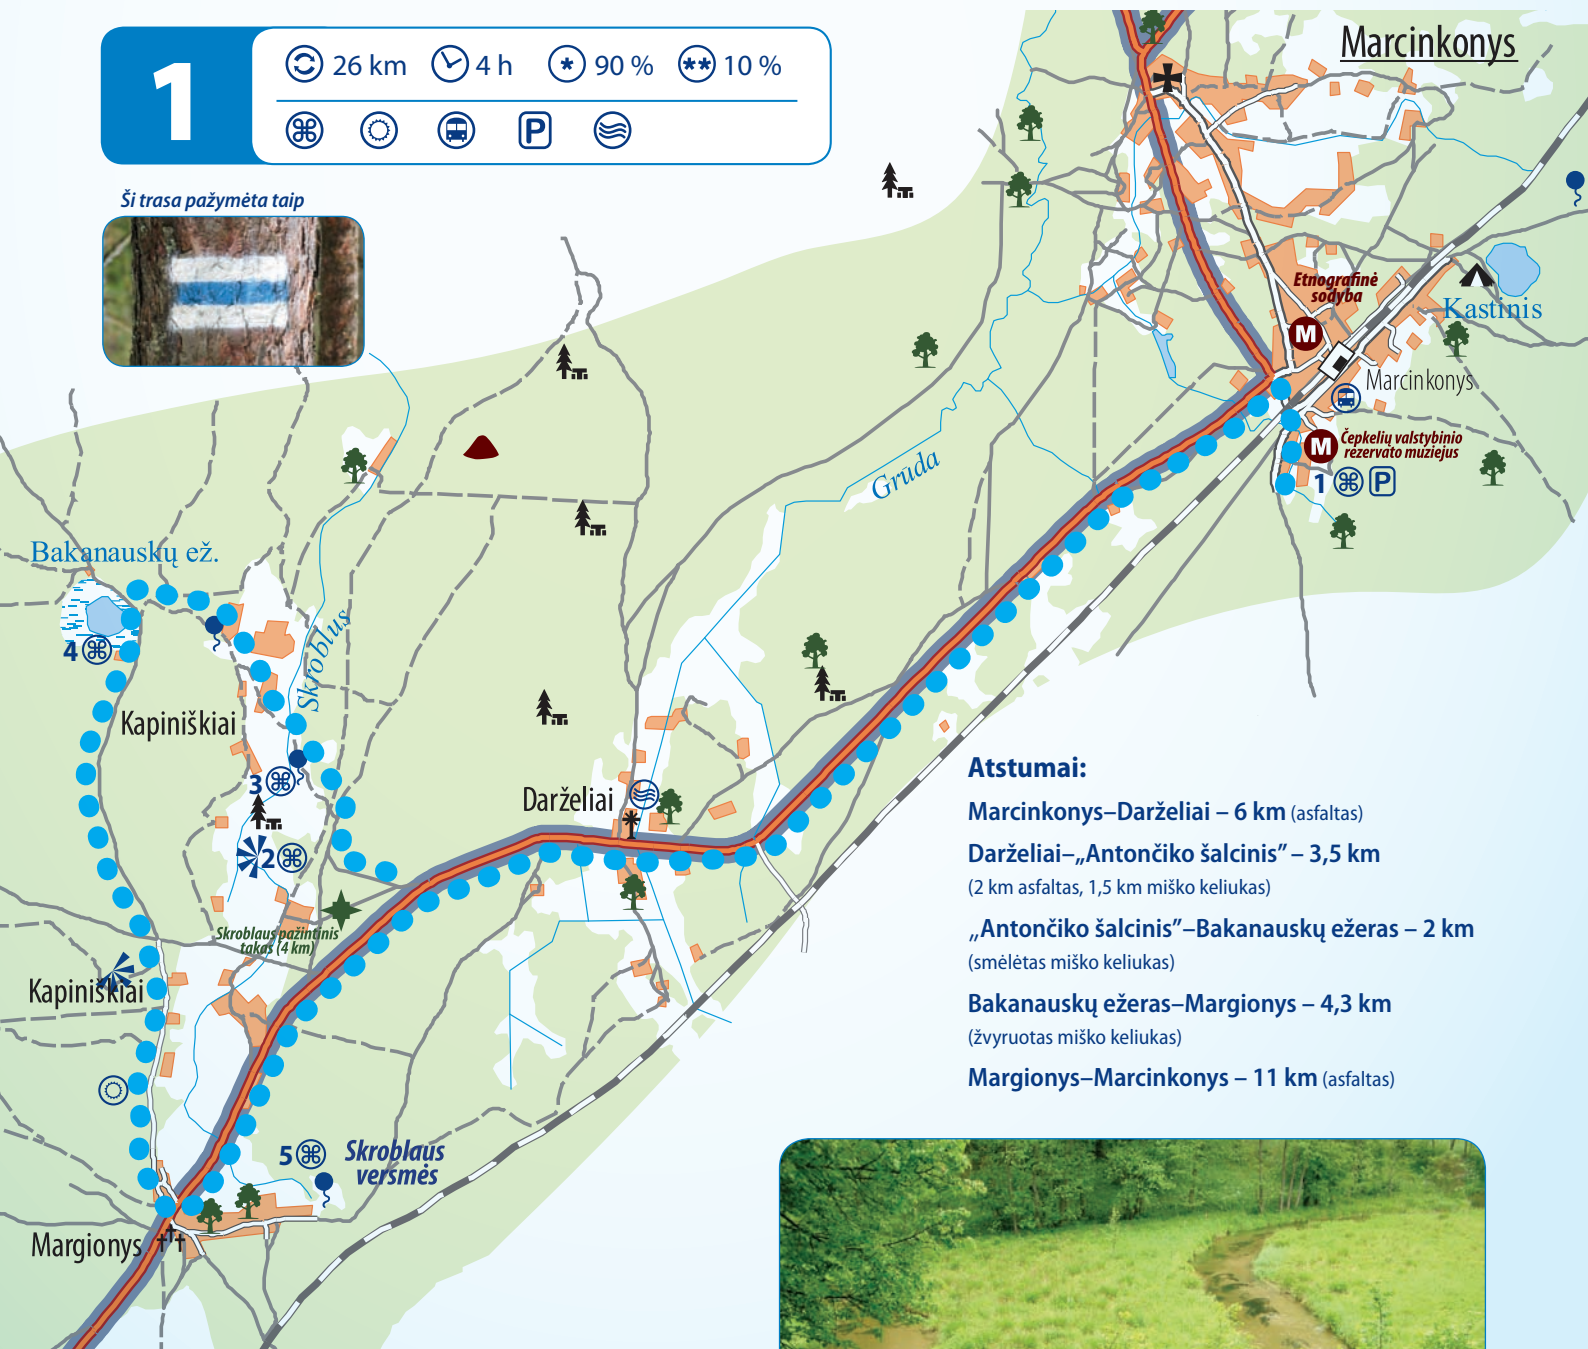 1
26 km
4 h
90 %
10 %
P
Ši trasa pažymėta taip
Marcinkonys
Etnografinė
sodyba
M
Kastinis
Marcinkonys
M
Čepkelių valstybinio
rezervato muziejus
1
P
Grūda
Bakanauskų ež.
4
Skroblus
Kapiniškiai
3
2
Darželiai
Skroblaus pažintinis
takas (4 km)
Kapiniškiai
5
Skroblaus
versmės
Margionys
Atstumai:
Marcinkonys–Darželiai – 6 km (asfaltas)
Darželiai–„Antončiko šalcinis” – 3,5 km
(2 km asfaltas, 1,5 km miško keliukas)
„Antončiko šalcinis”–Bakanauskų ežeras – 2 km
(smėlėtas miško keliukas)
Bakanauskų ežeras–Margionys – 4,3 km
(žvyruotas miško keliukas)
Margionys–Marcinkonys – 11 km (asfaltas)